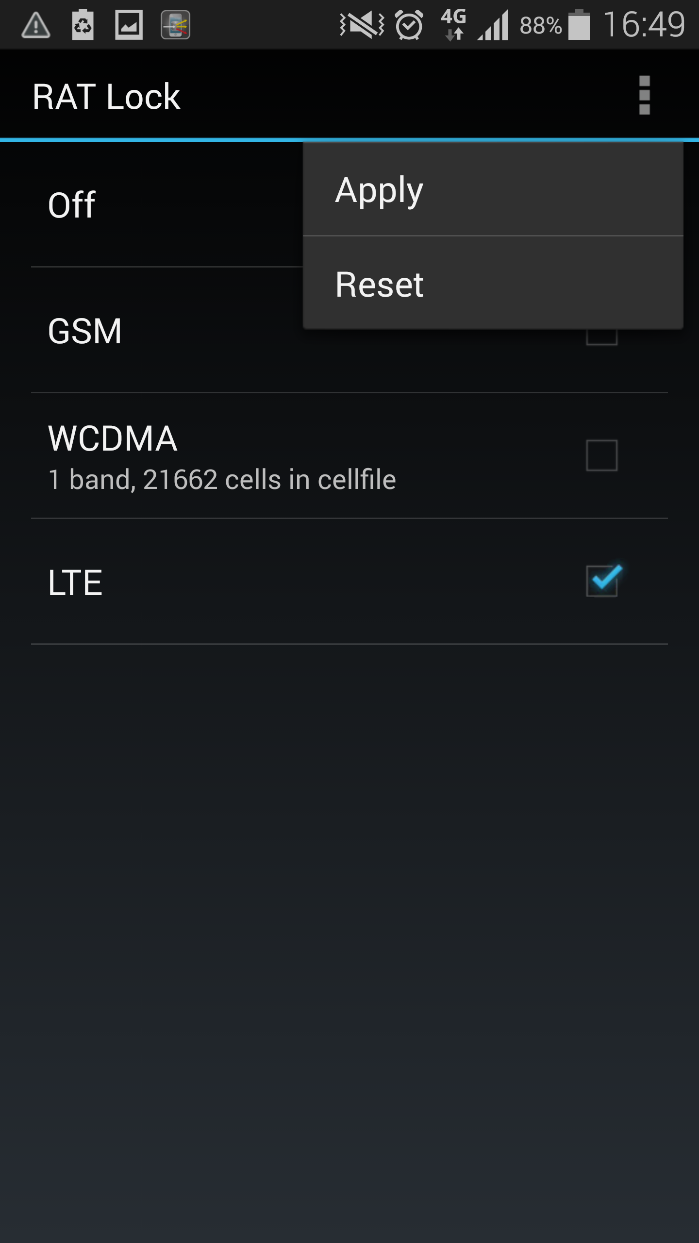 4G 88% 16:49
RAT Lock
Apply
Off
Reset
GSM
WCDMA
1 band, 21662 cells in cellfile
LTE